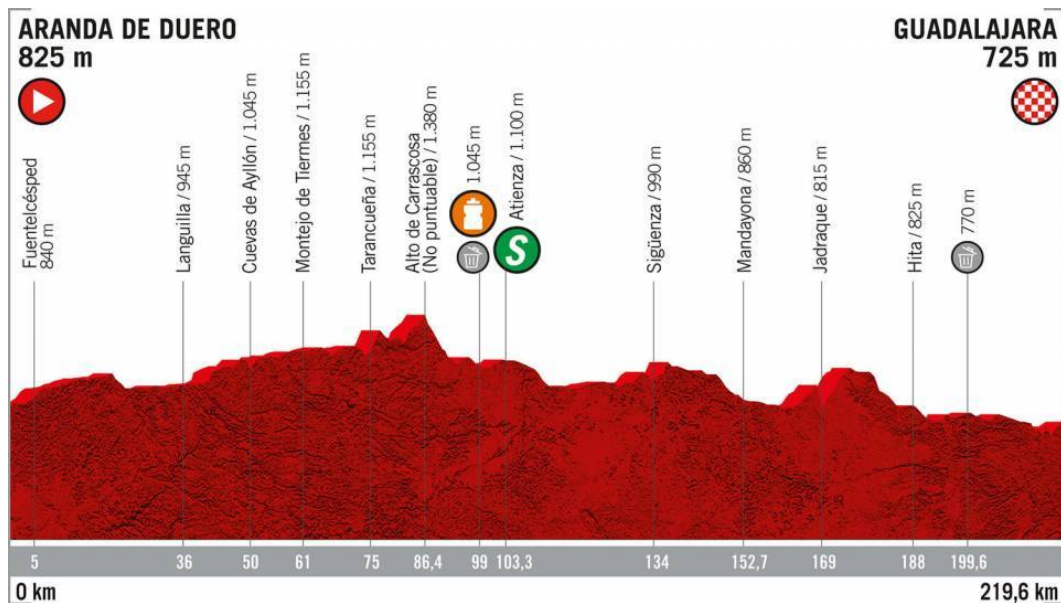 ARANDA DE DUERO
825 m
GUADALAJARA
725 m
Fuentelcésped
840 m
Languilla / 945 m
Cuevas de Ayllón / 1.045 m
Montejo de Tiermes / 1.155 m
Tarancueña / 1.155 m
Alto de Carrascosa
(No puntuable) / 1.380 m
1.045 m
Atienza / 1.100 m
S
Sigüenza / 990 m
Mandayona / 860 m
Jadraque / 815 m
Hita / 825 m
770 m
5 36 50 61 75 86,4 99 103,3 134 152,7 169 188 199,6
0 km
219,6 km